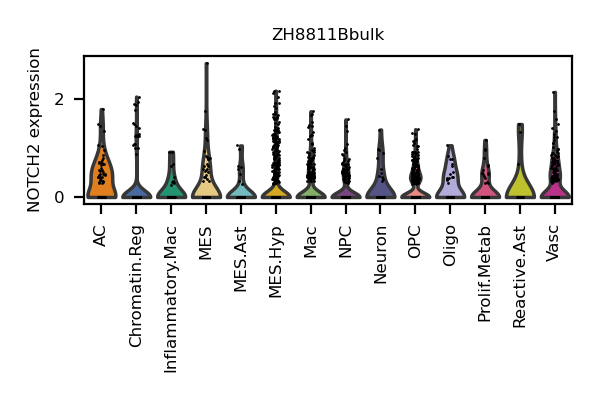 ZH8811Bbulk
NOTCH2 expression
2
0
AC
Chromatin.Reg
Inflammatory.Mac
MES
MES.Ast
MES.Hyp
Mac
NPC
Neuron
OPC
Oligo
Prolif.Metab
Reactive.Ast
Vasc